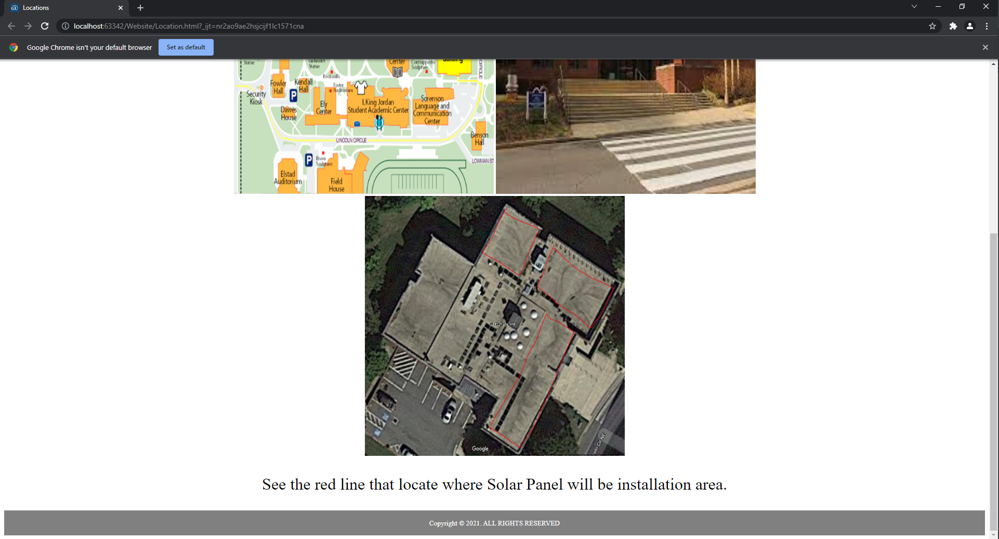 GU Locations
localhost:63342/Website/Location.html?_ijt=nr2ao9ae2hsjcijf1lc1571cna
Google Chrome isn't your default browser
Set as default
Statue
Gallaudet
Statue
Center
Contrapposto
Sculpture
Building
CIRCLE
Rockwalls
Fowler
Hall
Kendall
Hall
Foster
Auditorium
Security
Kiosk
P
Dawes
House
Ely
Center
I.King Jordan
Student Academic Center
Sorenson
Language and
Communication
Center
Benson
Hall
LINCOLN CIRCLE
LOWMAN ST
P
Bison
Sculpture
Elstad
Auditorium
Field
House
Google
coln Cir NE
See the red line that locate where Solar Panel will be installation area.
Copyright © 2021. ALL RIGHTS RESERVED